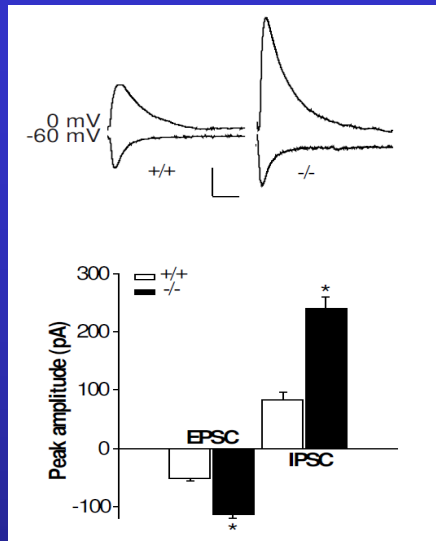 0 mV
-60 mV
+/+
-/-
300
+/+
-/-
*
200
Peak amplitude (pA)
100
EPSC
0
IPSC
-100
*